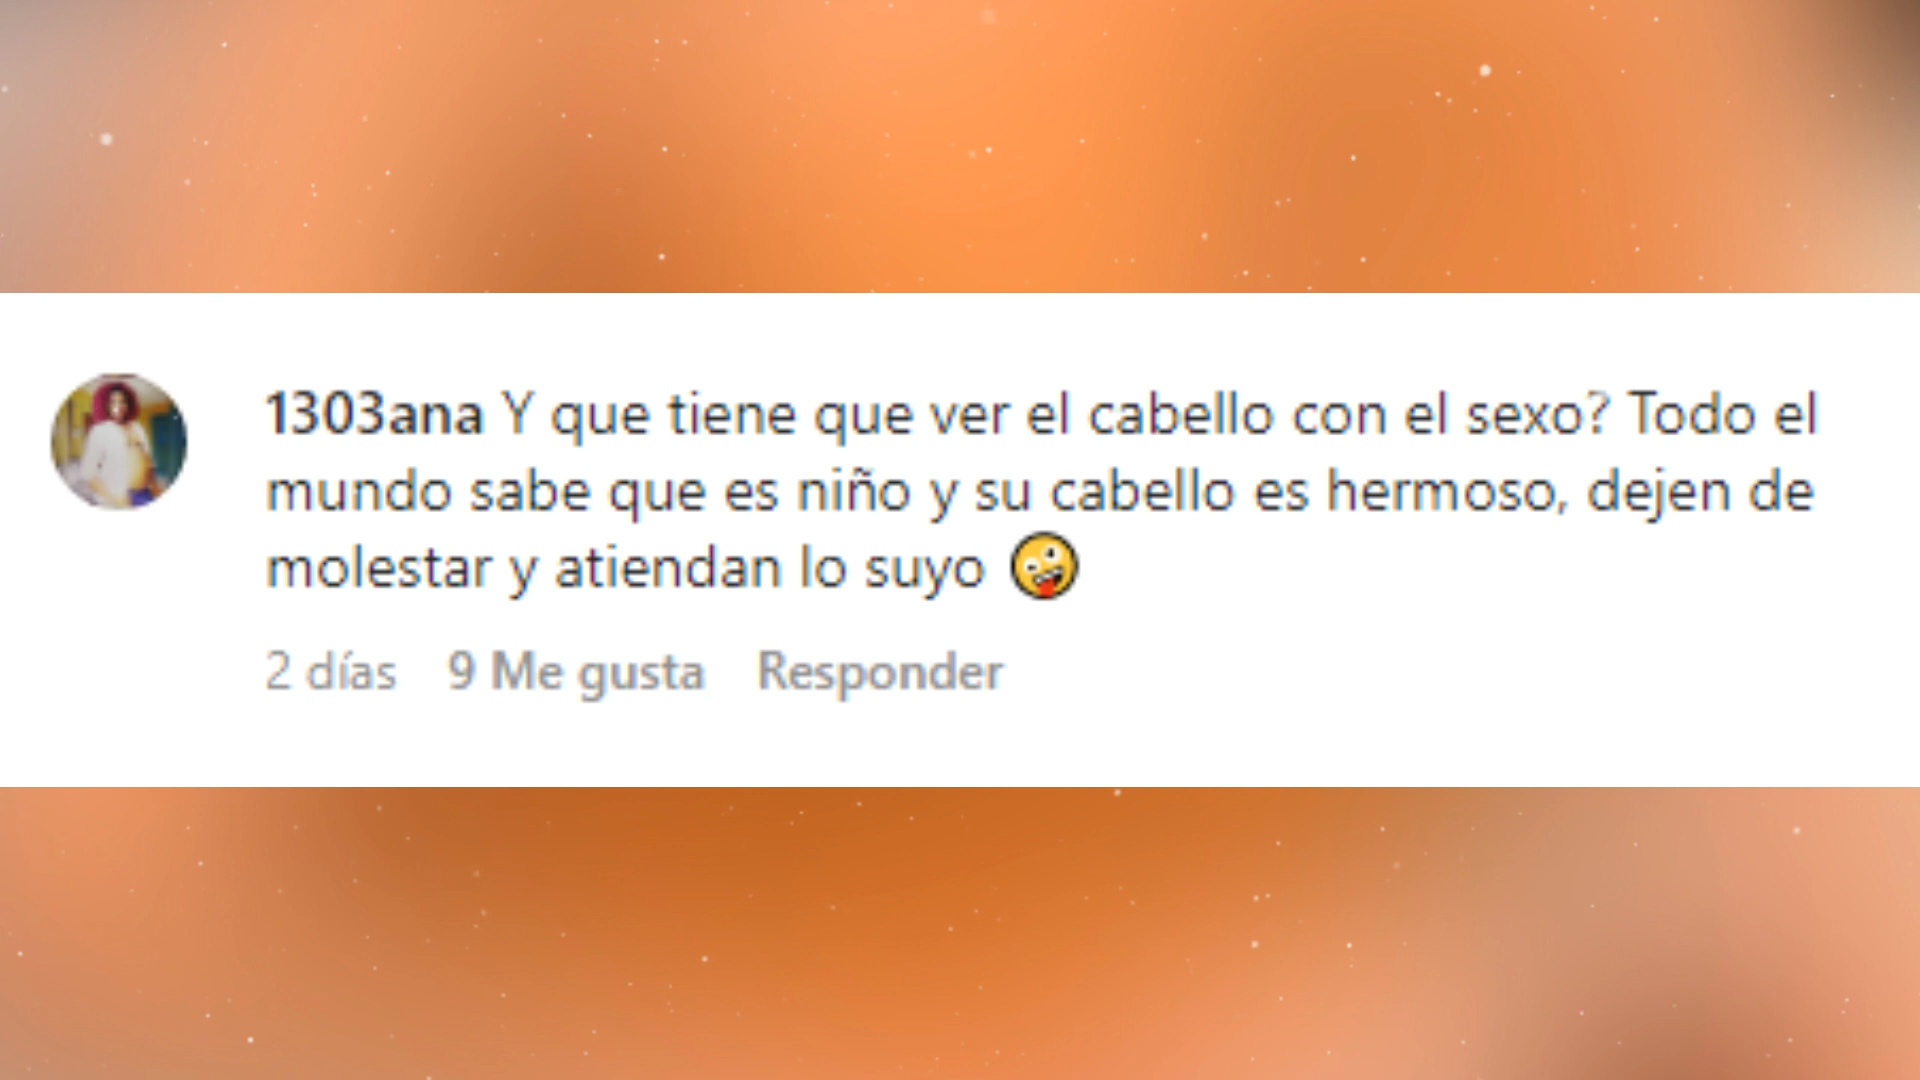 1303ana Y que tiene que ver el cabello con el sexo? Todo el
mundo sabe que es niño y su cabello es hermoso, dejen de
molestar y atiendan lo suyo 🤪
2 días 9 Me gusta Responder